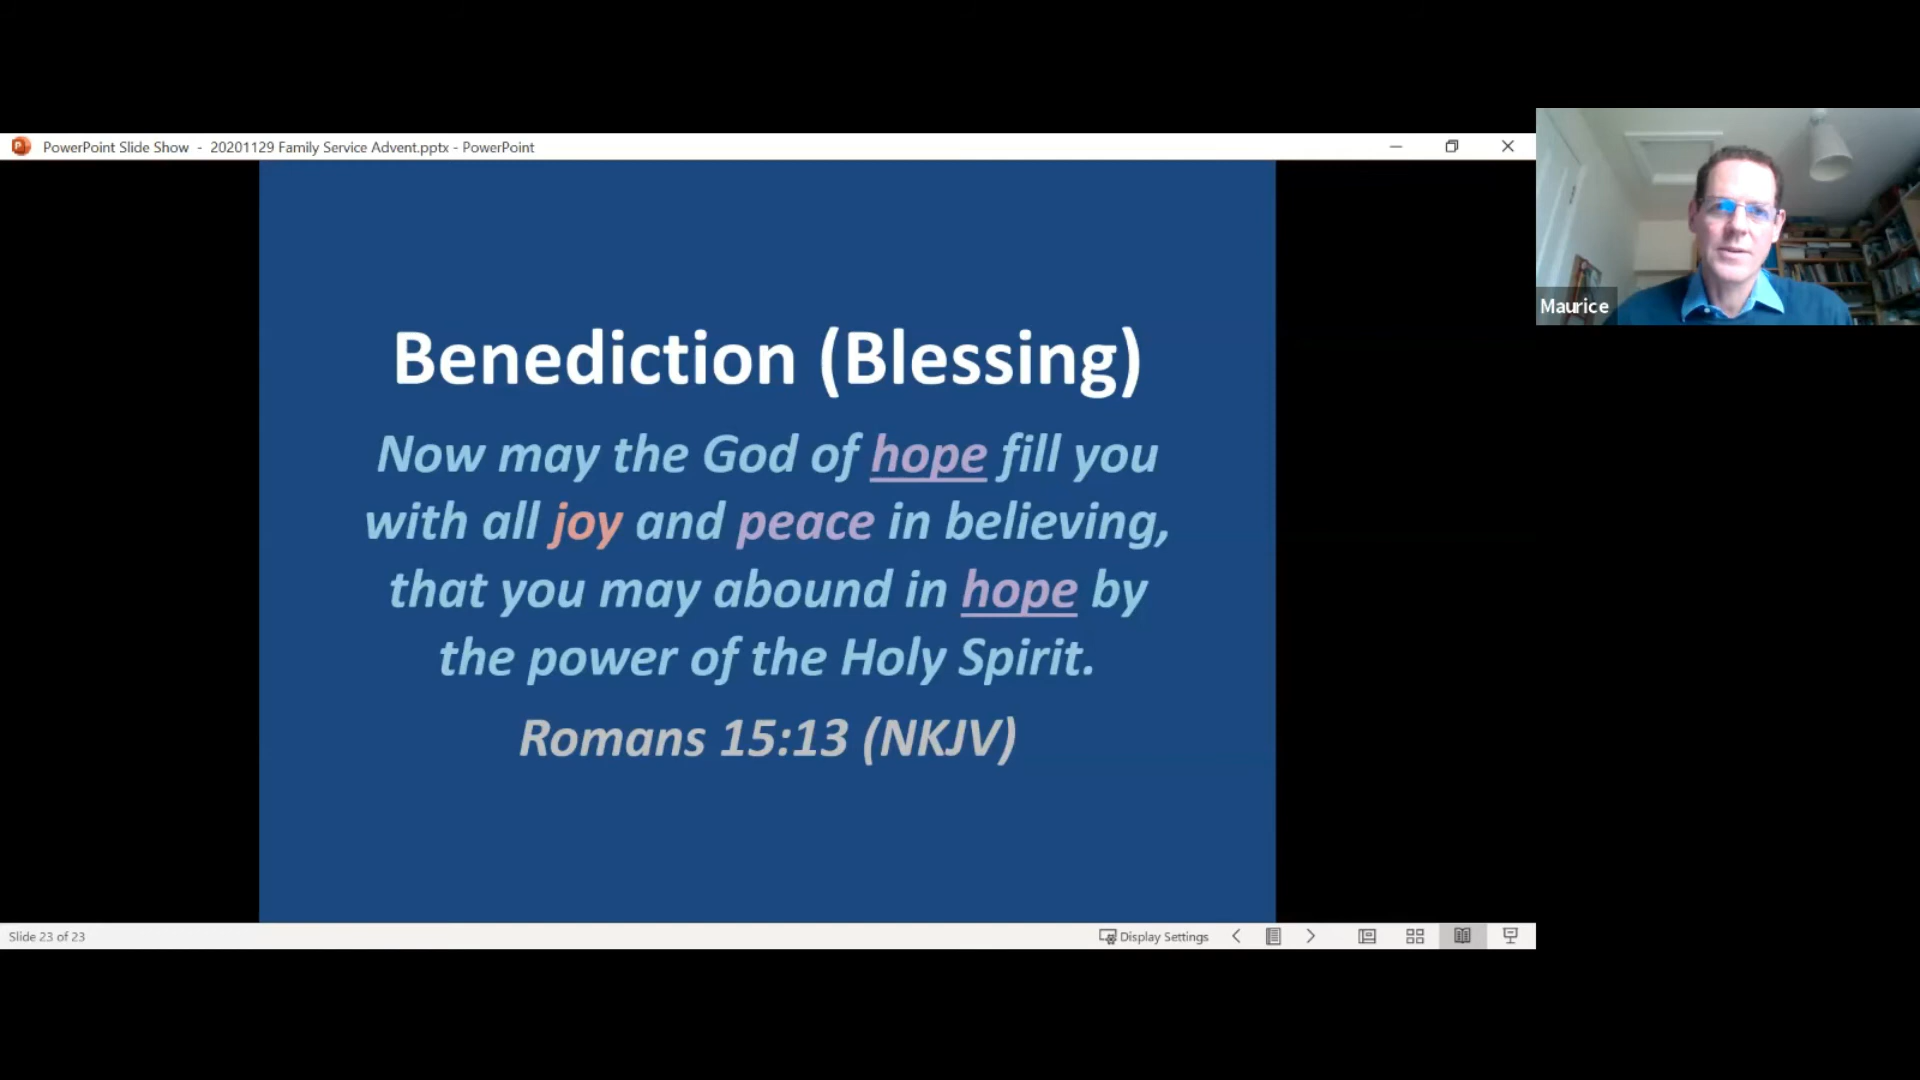 PowerPoint Slide Show - 20201129 Family Service Advent.pptx - PowerPoint
Maurice
Benediction (Blessing)
Now may the God of hope fill you
with all joy and peace in believing,
that you may abound in hope by
the power of the Holy Spirit.
Romans 15:13 (NKJV)
Slide 23 of 23
Display Settings